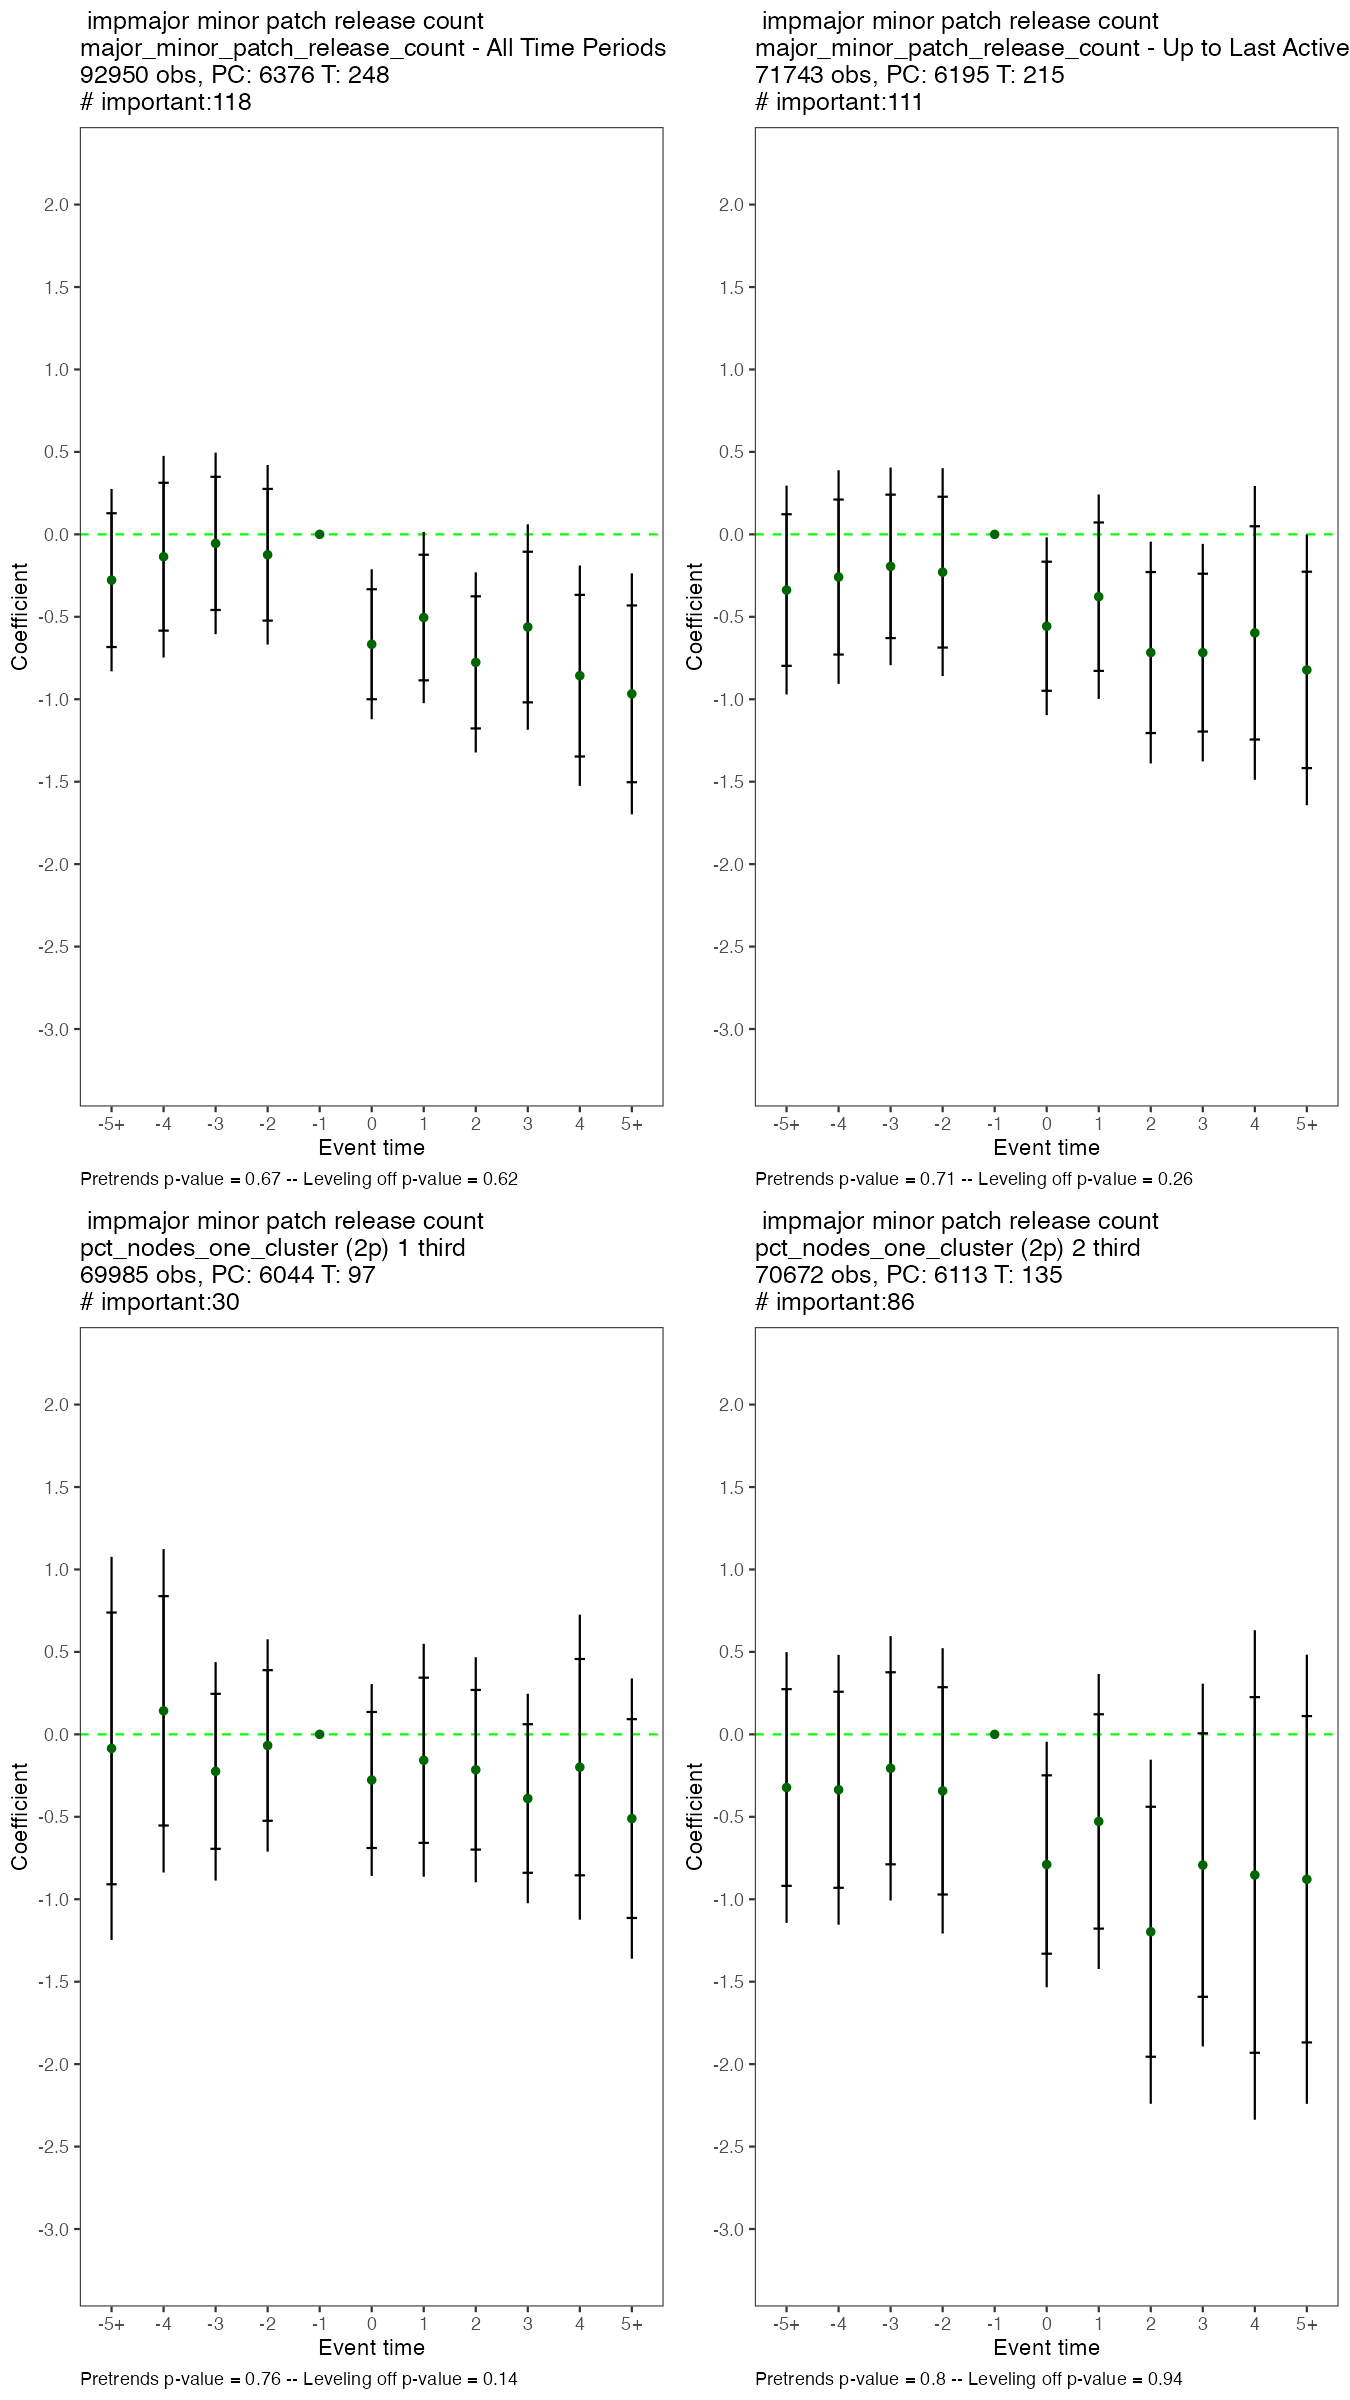 impmajor minor patch release count
major_minor_patch_release_count - All Time Periods
92950 obs, PC: 6376 T: 248
# important:118
2.0
1.5
1.0
0.5
0.0
-0.5
-1.0
-1.5
-2.0
-2.5
-3.0
Coefficient
-5+ -4 -3 -2 -1 0 1 2 3 4 5+
Event time
Pretrends p-value = 0.67 -- Leveling off p-value = 0.62
impmajor minor patch release count
major_minor_patch_release_count - Up to Last Active
71743 obs, PC: 6195 T: 215
# important:111
2.0
1.5
1.0
0.5
0.0
-0.5
-1.0
-1.5
-2.0
-2.5
-3.0
Coefficient
-5+ -4 -3 -2 -1 0 1 2 3 4 5+
Event time
Pretrends p-value = 0.71 -- Leveling off p-value = 0.26
impmajor minor patch release count
pct_nodes_one_cluster (2p) 1 third
69985 obs, PC: 6044 T: 97
# important:30
2.0
1.5
1.0
0.5
0.0
-0.5
-1.0
-1.5
-2.0
-2.5
-3.0
Coefficient
-5+ -4 -3 -2 -1 0 1 2 3 4 5+
Event time
Pretrends p-value = 0.76 -- Leveling off p-value = 0.14
impmajor minor patch release count
pct_nodes_one_cluster (2p) 2 third
70672 obs, PC: 6113 T: 135
# important:86
2.0
1.5
1.0
0.5
0.0
-0.5
-1.0
-1.5
-2.0
-2.5
-3.0
Coefficient
-5+ -4 -3 -2 -1 0 1 2 3 4 5+
Event time
Pretrends p-value = 0.8 -- Leveling off p-value = 0.94